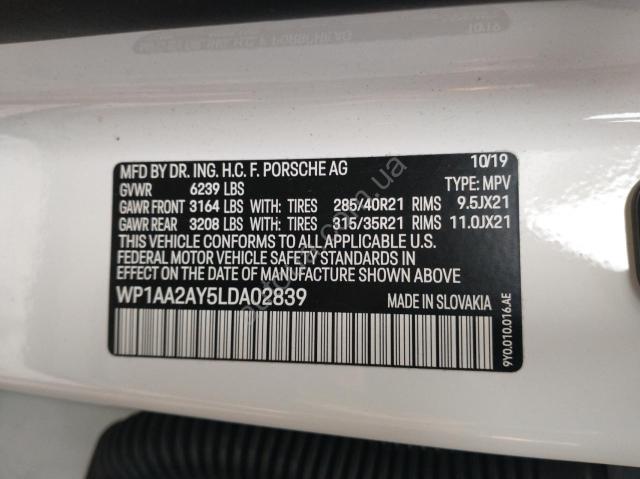 MFD BY DR. ING. H.C. F. PORSCHE AG 10/19
GVWR 6239 LBS TYPE: MPV
GAWR FRONT 3164 LBS WITH: TIRES 285/40R21 RIMS 9.5JX21
GAWR REAR 3208 LBS WITH: TIRES 315/35R21 RIMS 11.0JX21
THIS VEHICLE CONFORMS TO ALL APPLICABLE U.S.
FEDERAL MOTOR VEHICLE SAFETY STANDARDS IN
EFFECT ON THE DATE OF MANUFACTURE SHOWN ABOVE.
WP1AA2AY5LDA02839 MADE IN SLOVAKIA
9Y0.010.016.AE